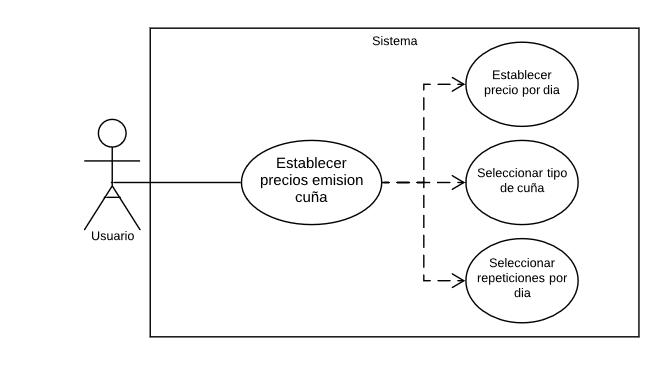 Sistema
Establecer
precio por dia
Establecer
precios emision
cuña
Seleccionar tipo
de cuña
Usuario
Seleccionar
repeticiones por
dia